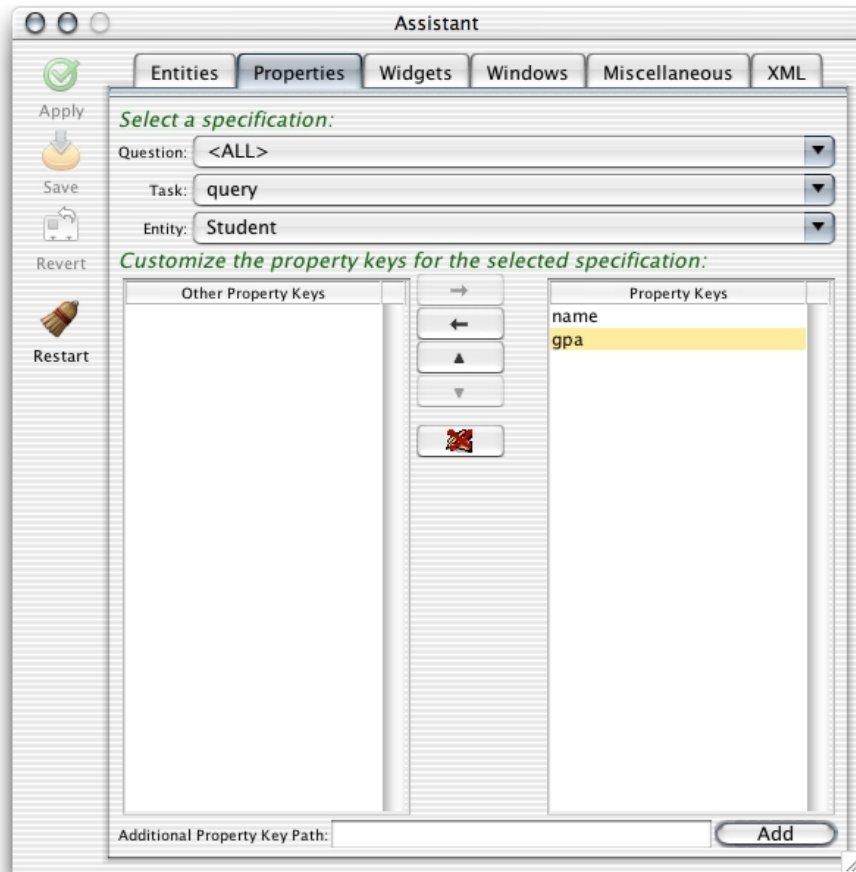 Assistant
Entities Properties Widgets Windows Miscellaneous XML
Apply
Save
Revert
Restart
Select a specification:
Question: <ALL>
Task: query
Entity: Student
Customize the property keys for the selected specification:
Other Property Keys
Property Keys
name
gpa
Additional Property Key Path: Add